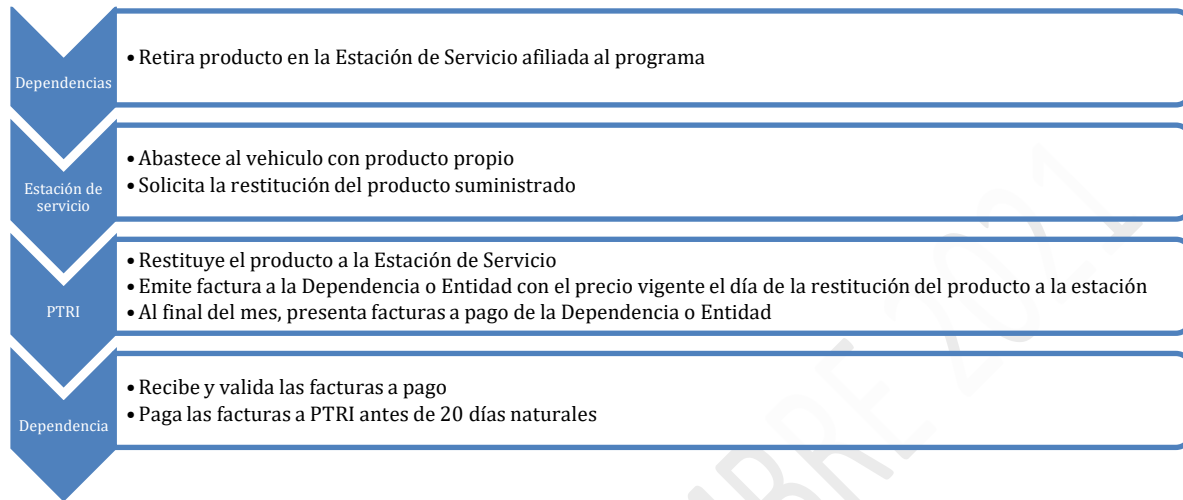 Dependencias
• Retira producto en la Estación de Servicio afiliada al programa
Estación de
servicio
• Abastece al vehiculo con producto propio
• Solicita la restitución del producto suministrado
PTRI
• Restituye el producto a la Estación de Servicio
• Emite factura a la Dependencia o Entidad con el precio vigente el día de la restitución del producto a la estación
• Al final del mes, presenta facturas a pago de la Dependencia o Entidad
Dependencia
• Recibe y valida las facturas a pago
• Paga las facturas a PTRI antes de 20 días naturales
2021